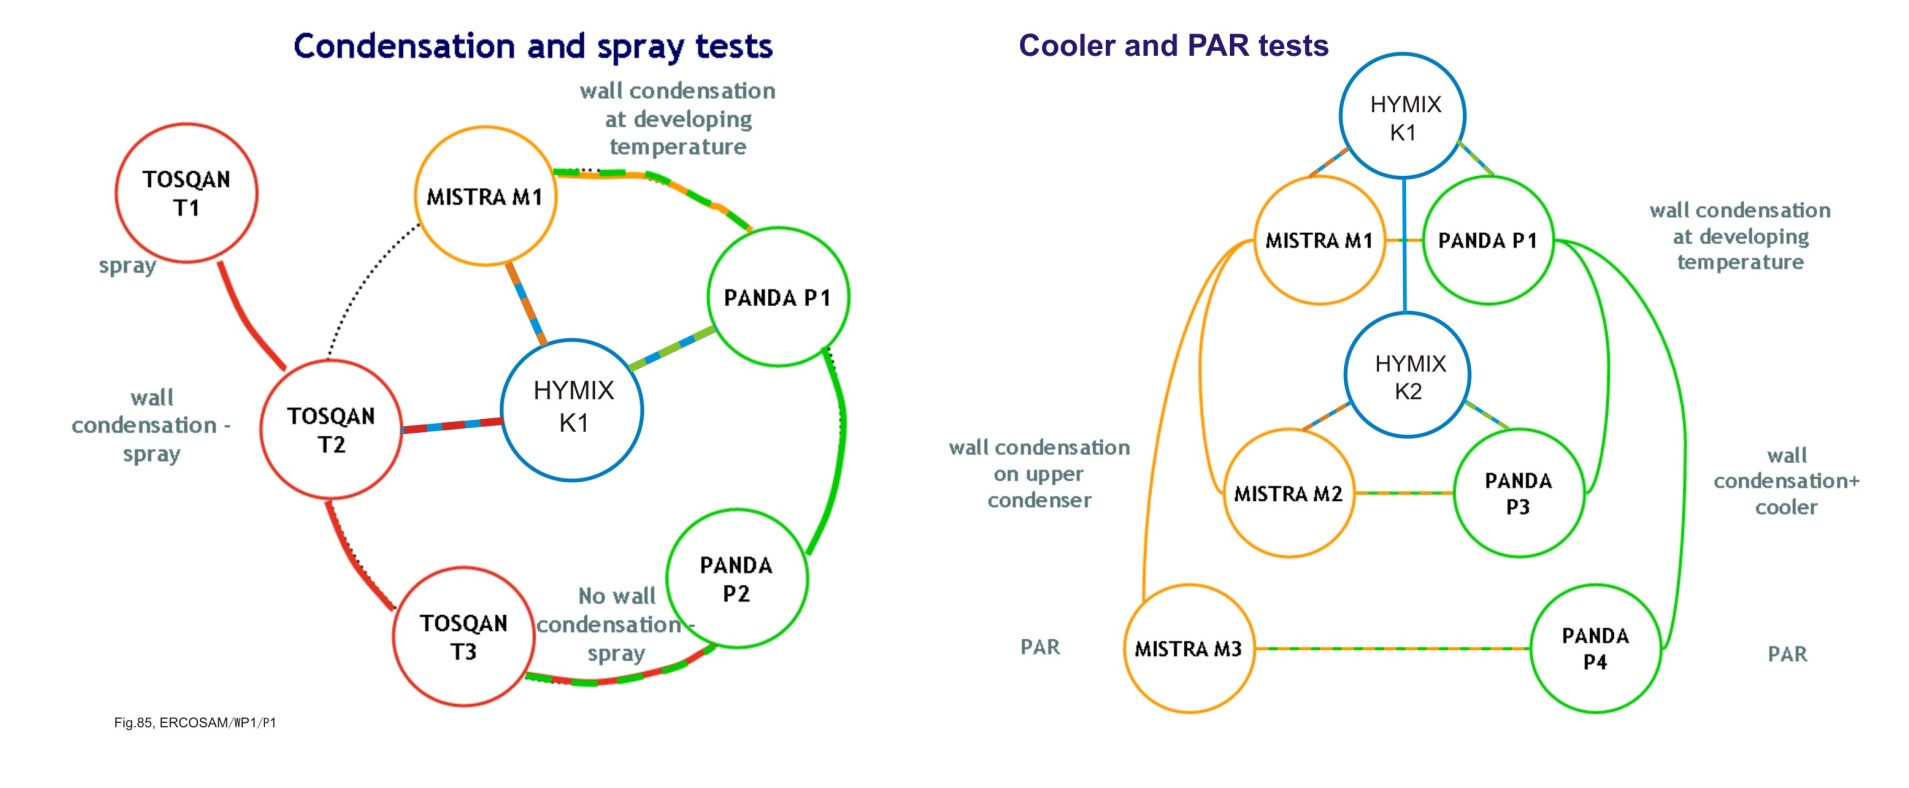 Condensation and spray tests
wall condensation
at developing
temperature
TOSQAN
T1
MISTRA M1
spray
PANDA P1
HYMIX
K1
wall
condensation -
spray
TOSQAN
T2
PANDA
P2
No wall
condensation -
spray
TOSQAN
T3
Fig.85, ERCOSAM/WP1/P1
Cooler and PAR tests
HYMIX
K1
MISTRA M1
PANDA P1
wall condensation
at developing
temperature
HYMIX
K2
wall condensation
on upper
condenser
MISTRA M2
PANDA
P3
wall
condensation+
cooler
PAR
MISTRA M3
PANDA
P4
PAR